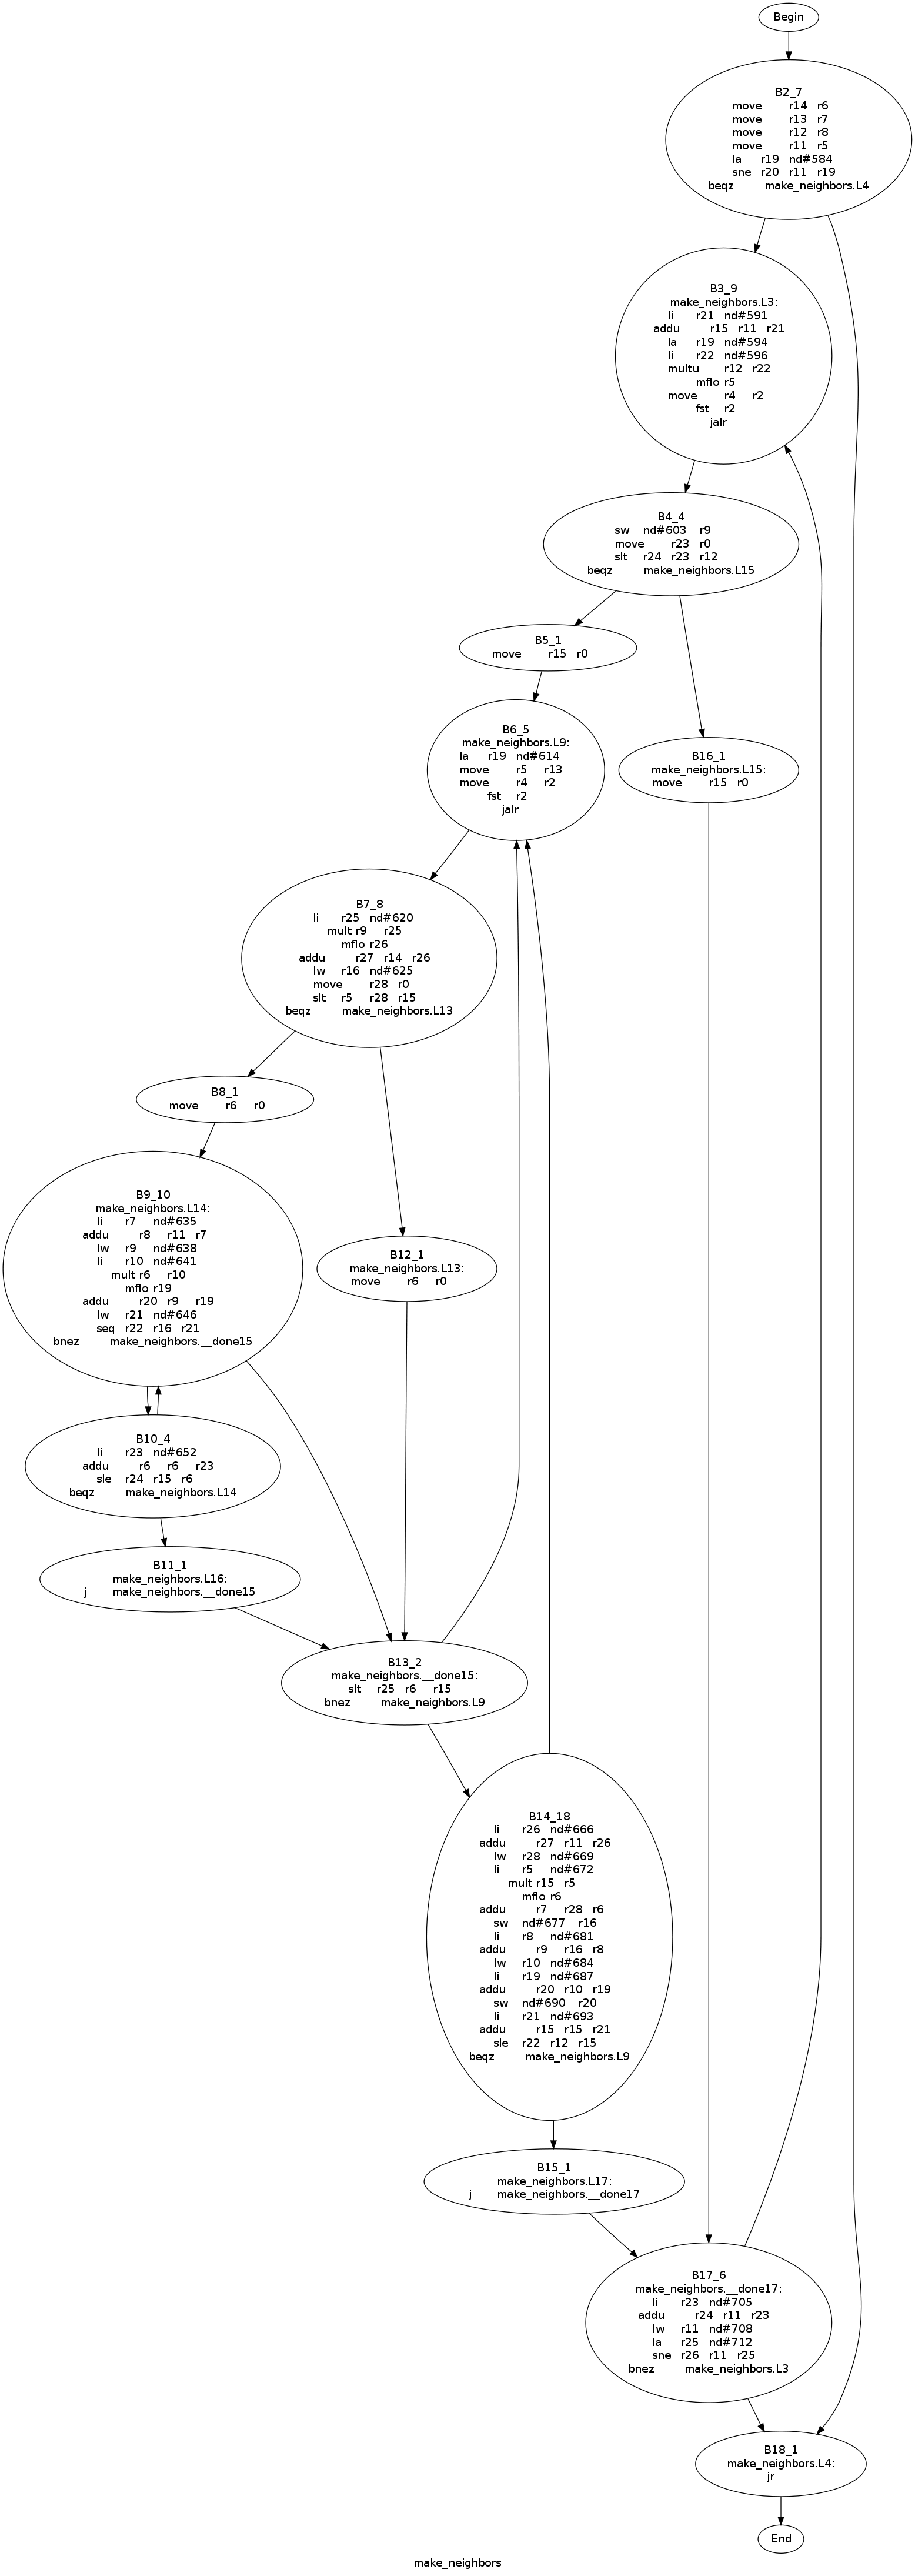 Begin
B2_7
move r14 r6
move r13 r7
move r12 r8
move r11 r5
la r19 nd#584
sne r20 r11 r19
beqz make_neighbors.L4
B3_9
make_neighbors.L3:
li r21 nd#591
addu r15 r11 r21
la r19 nd#594
li r22 nd#596
multu r12 r22
mflo r5
move r4 r2
fst r2
jalr
B4_4
sw nd#603 r9
move r23 r0
slt r24 r23 r12
beqz make_neighbors.L15
B5_1
move r15 r0
B6_5
make_neighbors.L9:
la r19 nd#614
move r5 r13
move r4 r2
fst r2
jalr
B16_1
make_neighbors.L15:
move r15 r0
B7_8
li r25 nd#620
mult r9 r25
mflo r26
addu r27 r14 r26
lw r16 nd#625
move r28 r0
slt r5 r28 r15
beqz make_neighbors.L13
B8_1
move r6 r0
B9_10
make_neighbors.L14:
li r7 nd#635
addu r8 r11 r7
lw r9 nd#638
li r10 nd#641
mult r6 r10
mflo r19
addu r20 r9 r19
lw r21 nd#646
seq r22 r16 r21
bnez make_neighbors.__done15
B12_1
make_neighbors.L13:
move r6 r0
B10_4
li r23 nd#652
addu r6 r6 r23
sle r24 r15 r6
beqz make_neighbors.L14
B11_1
make_neighbors.L16:
j make_neighbors.__done15
B13_2
make_neighbors.__done15:
slt r25 r6 r15
bnez make_neighbors.L9
B14_18
li r26 nd#666
addu r27 r11 r26
lw r28 nd#669
li r5 nd#672
mult r15 r5
mflo r6
addu r7 r28 r6
sw nd#677 r16
li r8 nd#681
addu r9 r16 r8
lw r10 nd#684
li r19 nd#687
addu r20 r10 r19
sw nd#690 r20
li r21 nd#693
addu r15 r15 r21
sle r22 r12 r15
beqz make_neighbors.L9
B15_1
make_neighbors.L17:
j make_neighbors.__done17
B17_6
make_neighbors.__done17:
li r23 nd#705
addu r24 r11 r23
lw r11 nd#708
la r25 nd#712
sne r26 r11 r25
bnez make_neighbors.L3
B18_1
make_neighbors.L4:
jr
End
make_neighbors